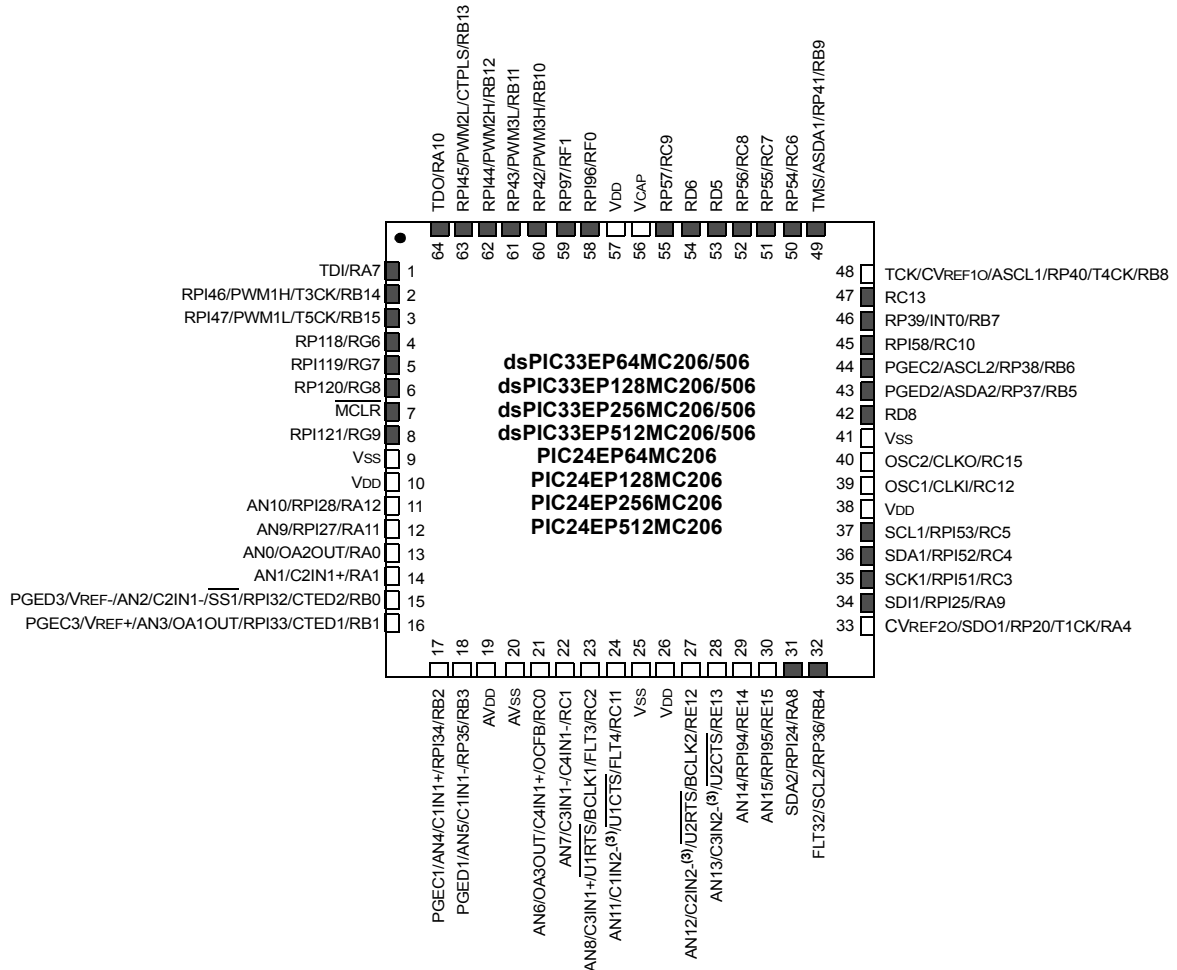 TDO/RA10
RPI45/PWM2L/CTPLS/RB13
RPI44/PWM2H/RB12
RP43/PWM3L/RB11
RP42/PWM3H/RB10
RP97/RF1
RPI96/RF0
VDD
VCAP
RP57/RC9
RD6
RD5
RP56/RC8
RP55/RC7
RP54/RC6
TMS/ASDA1/RP41/RB9
64 63 62 61 60 59 58 57 56 55 54 53 52 51 50 49
TDI/RA7 1
RPI46/PWM1H/T3CK/RB14 2
RPI47/PWM1L/T5CK/RB15 3
RP118/RG6 4
RPI119/RG7 5
RP120/RG8 6
MCLR 7
RPI121/RG9 8
VSS 9
VDD 10
AN10/RPI28/RA12 11
AN9/RPI27/RA11 12
AN0/OA2OUT/RA0 13
AN1/C2IN1+/RA1 14
PGED3/VREF-/AN2/C2IN1-/SS1/RPI32/CTED2/RB0 15
PGEC3/VREF+/AN3/OA1OUT/RPI33/CTED1/RB1 16
dsPIC33EP64MC206/506
dsPIC33EP128MC206/506
dsPIC33EP256MC206/506
dsPIC33EP512MC206/506
PIC24EP64MC206
PIC24EP128MC206
PIC24EP256MC206
PIC24EP512MC206
48 TCK/CVREF1O/ASCL1/RP40/T4CK/RB8
47 RC13
46 RP39/INT0/RB7
45 RPI58/RC10
44 PGEC2/ASCL2/RP38/RB6
43 PGED2/ASDA2/RP37/RB5
42 RD8
41 VSS
40 OSC2/CLKO/RC15
39 OSC1/CLKI/RC12
38 VDD
37 SCL1/RPI53/RC5
36 SDA1/RPI52/RC4
35 SCK1/RPI51/RC3
34 SDI1/RPI25/RA9
33 CVREF2O/SDO1/RP20/T1CK/RA4
17 18 19 20 21 22 23 24 25 26 27 28 29 30 31 32
PGEC1/AN4/C1IN1+/RPI34/RB2
PGED1/AN5/C1IN1-/RP35/RB3
AVDD
AVSS
AN6/OA3OUT/C4IN1+/OCFB/RC0
AN7/C3IN1-/C4IN1-/RC1
AN8/C3IN1+/U1RTS/BCLK1/FLT3/RC2
AN11/C1IN2-(3)/U1CTS/FLT4/RC11
VSS
VDD
AN12/C2IN2-(3)/U2RTS/BCLK2/RE12
AN13/C3IN2-(3)/U2CTS/RE13
AN14/RPI94/RE14
AN15/RPI95/RE15
SDA2/RPI24/RA8
FLT32/SCL2/RP36/RB4